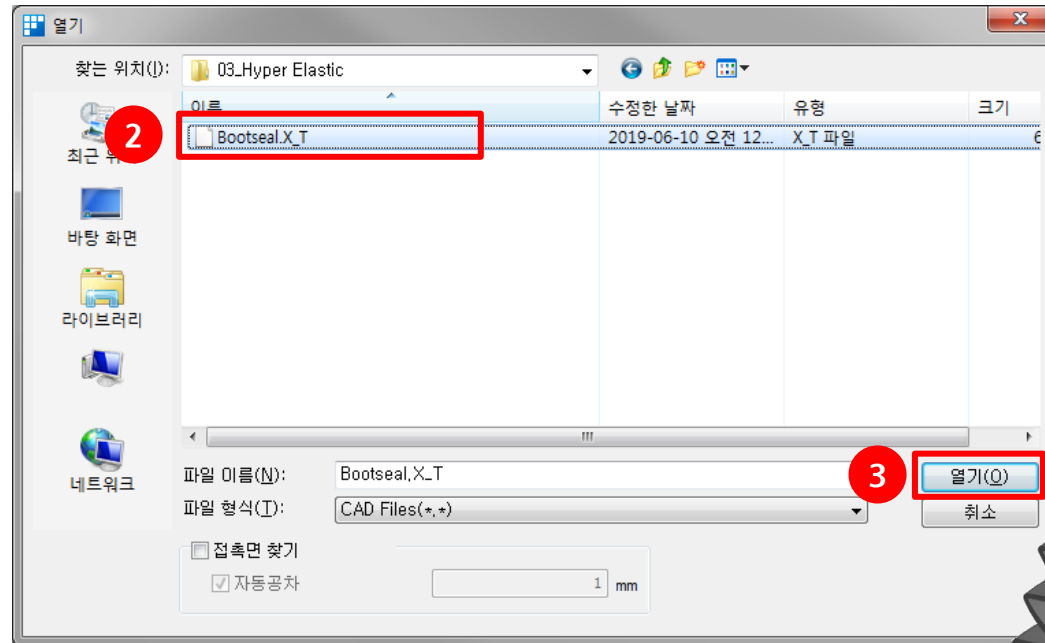 열기
찾는 위치(I): 03_Hyper Elastic
이름 수정한 날짜 유형 크기
2 Bootseal.X_T 2019-06-10 오전 12... X_T 파일 6
최근
바탕 화면
라이브러리
네트워크
파일 이름(N): Bootseal.X_T 3 열기(O)
파일 형식(T): CAD Files(*.*) 취소
접촉면 찾기
자동공차 1 mm